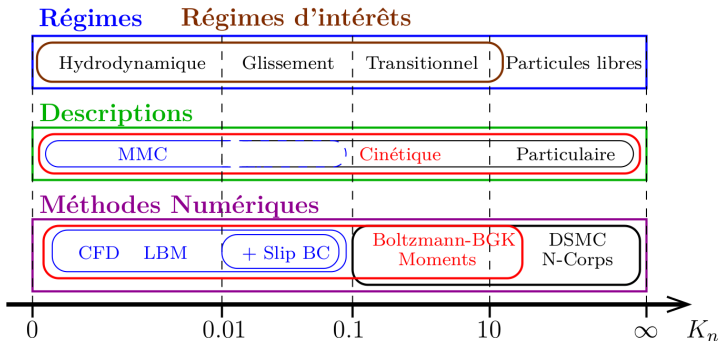 Régimes Régimes d'intérêts
Hydrodynamique Glissement Transitionnel Particules libres
Descriptions
MMC Cinétique Particulaire
Méthodes Numériques
CFD LBM + Slip BC Boltzmann-BGK DSMC
Moments N-Corps
0 0.01 0.1 10 ∞ Kn